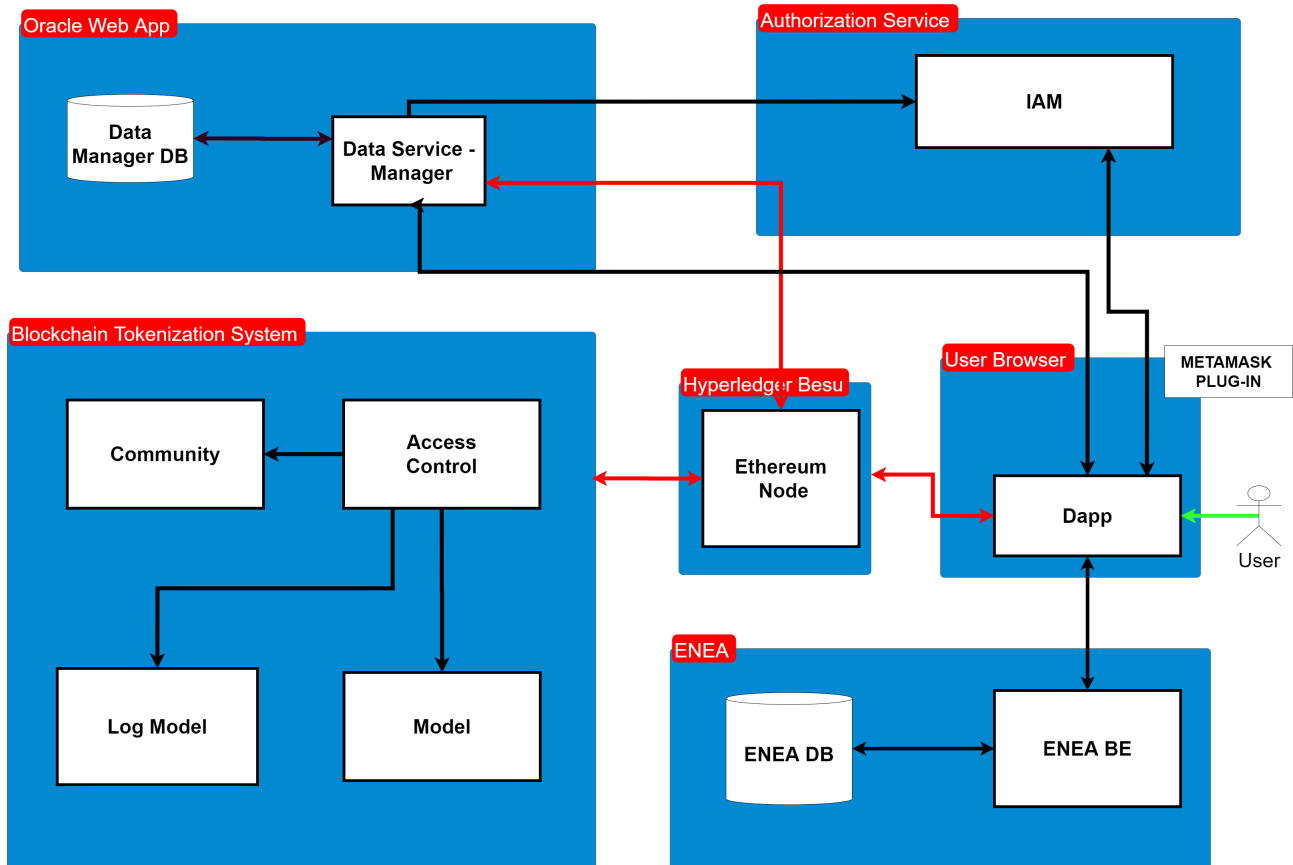 Oracle Web App
Authorization Service
IAM
Data
Manager DB
Data Service -
Manager
Blockchain Tokenization System
Hyperledger Besu
User Browser
METAMASK
PLUG-IN
Community
Access
Control
Ethereum
Node
Dapp
User
ENEA
Log Model
Model
ENEA DB
ENEA BE